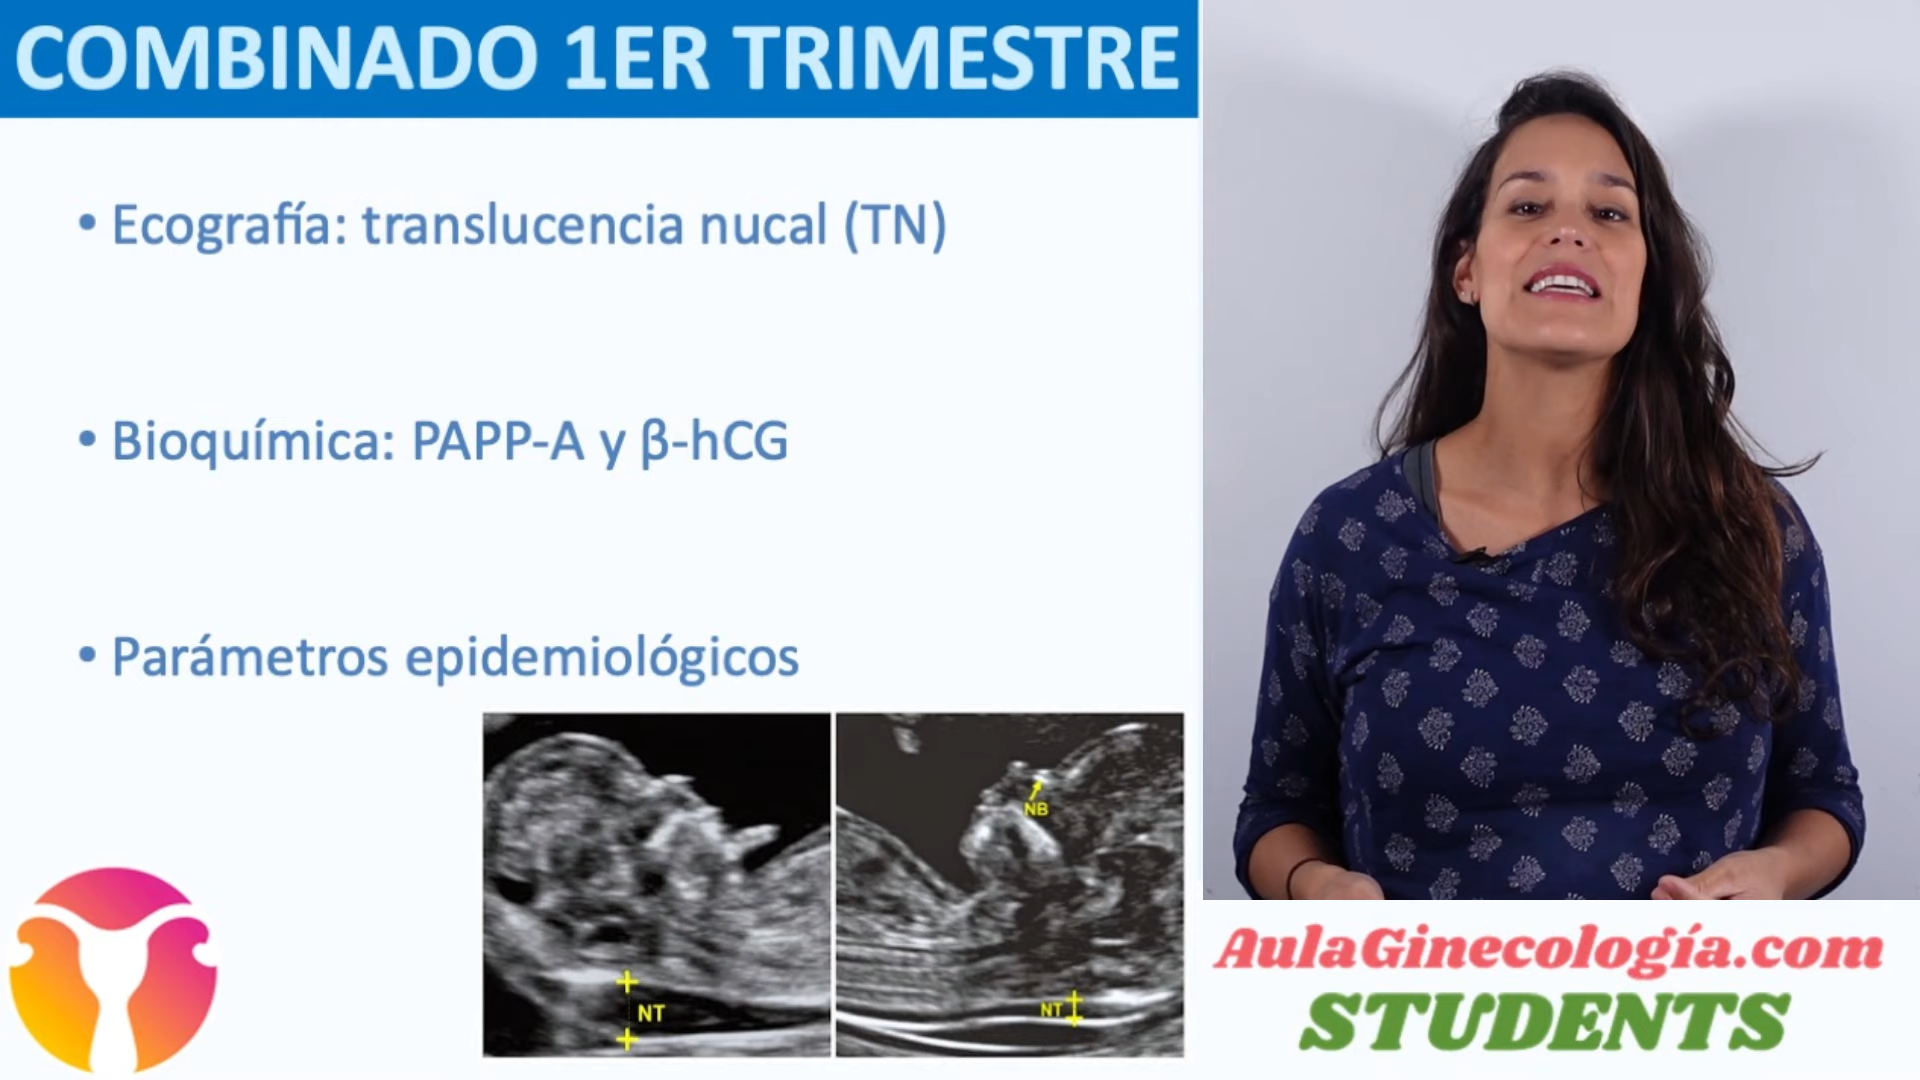 COMBINADO 1ER TRIMESTRE
• Ecografía: translucencia nucal (TN)
• Bioquímica: PAPP-A y β-hCG
• Parámetros epidemiológicos
NT
NB
NT
AulaGinecología.com
STUDENTS